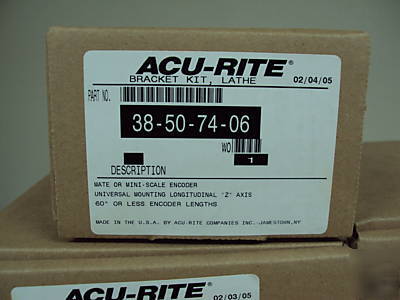 ACU-RITE®
BRACKET KIT, LATHE 02/04/05
PART NO.
38-50-74-06
WO 1
DESCRIPTION
MATE OR MINI-SCALE ENCODER
UNIVERSAL MOUNTING LONGITUDINAL 'Z' AXIS
60" OR LESS ENCODER LENGTHS
MADE IN THE U.S.A. BY ACU-RITE COMPANIES INC.-JAMESTOWN,NY
ACU-RITE® 02/03/05